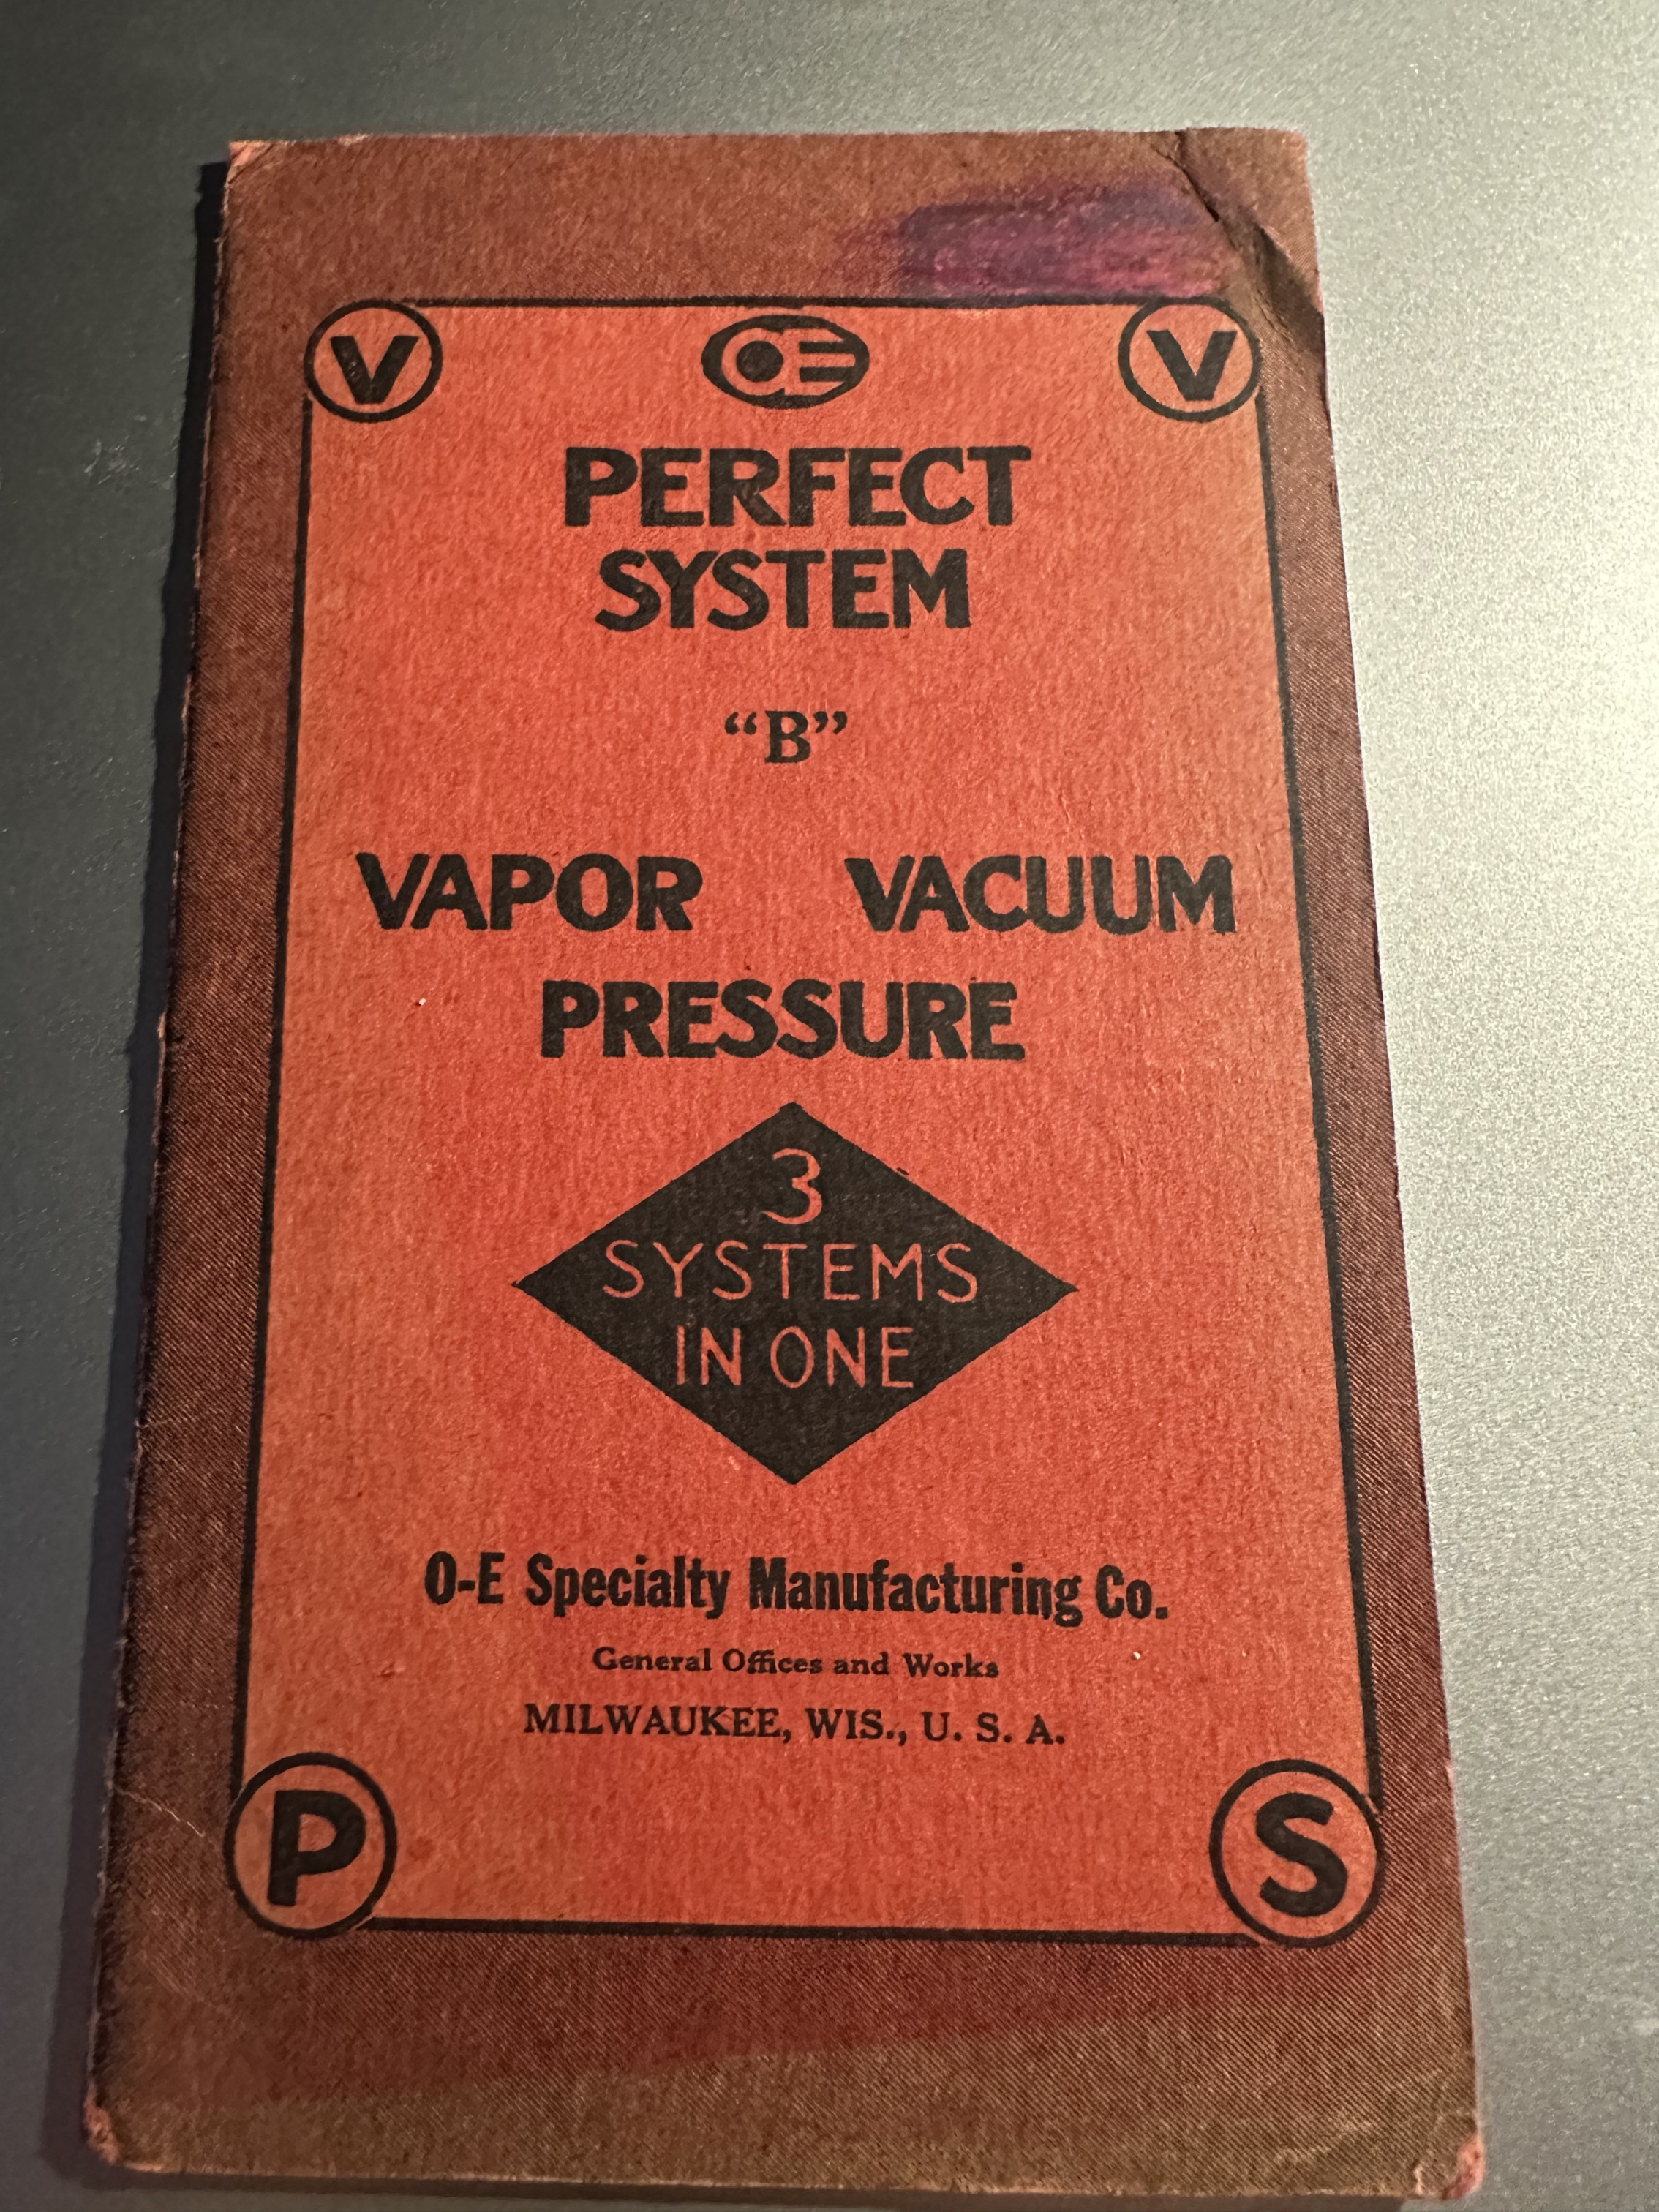 V OE V
PERFECT
SYSTEM
“B”
VAPOR VACUUM
PRESSURE
3
SYSTEMS
IN ONE
O-E Specialty Manufacturing Co.
General Offices and Works
MILWAUKEE, WIS., U. S. A.
P S